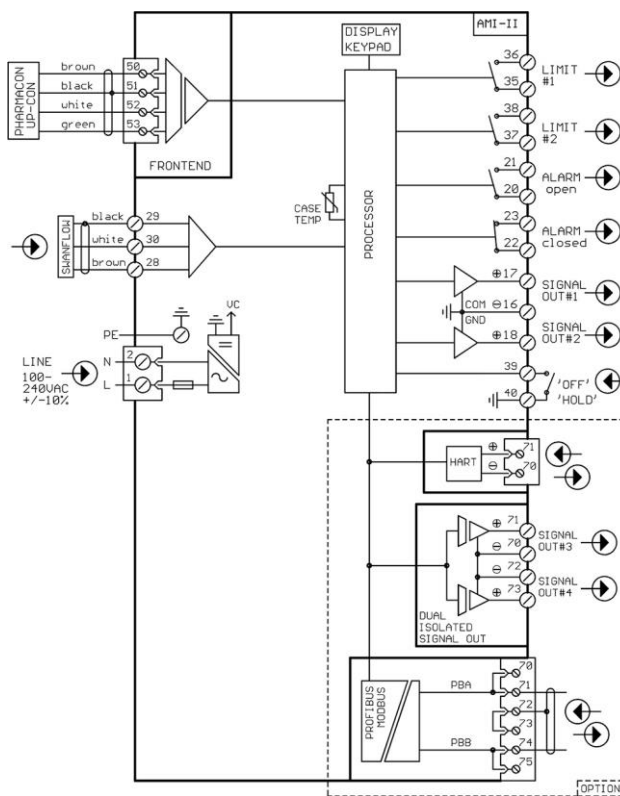 AMI-II
DISPLAY
KEYPAD
PHARMACON
UP-CON
brown
black
white
green
50
51
52
53
FRONTEND
36
35
LIMIT
#1
38
37
LIMIT
#2
21
20
ALARM
open
23
22
ALARM
closed
CASE
TEMP
PROCESSOR
SWANFLOW
black
white
brown
29
30
28
⊕17
COM ⊖16
GND
⊕18
SIGNAL
OUT#1
SIGNAL
OUT#2
VC
PE
LINE
100-
240VAC
+/-10%
N
L
2
1
39
40
'OFF'
'HOLD'
HART
⊕
⊖
71
70
⊕ 71
70
⊖
⊖ 72
⊕ 73
SIGNAL
OUT#3
SIGNAL
OUT#4
DUAL
ISOLATED
SIGNAL OUT
PROFIBUS
MODBUS
PBA
PBB
70
71
72
73
74
75
OPTION